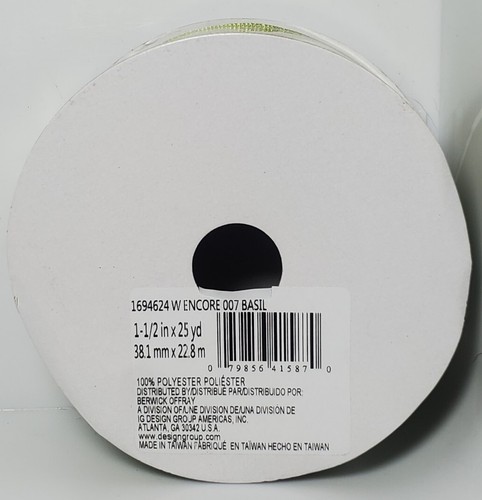 1694624 W ENCORE 007 BASIL
1-1/2 in x 25 yd
38.1 mm x 22.8 m
0 79856 41587 0
100% POLYESTER POLIÉSTER
DISTRIBUTED BY/DISTRIBUÉ PAR/DISTRIBUIDO POR:
BERWICK OFFRAY
A DIVISION OF/UNE DIVISION DE/UNA DIVISIÓN DE
IG DESIGN GROUP AMERICAS, INC.
ATLANTA, GA 30342 U.S.A.
www.designgroup.com
MADE IN TAIWAN FABRIQUÉ EN TAÏWAN HECHO EN TAIWÁN